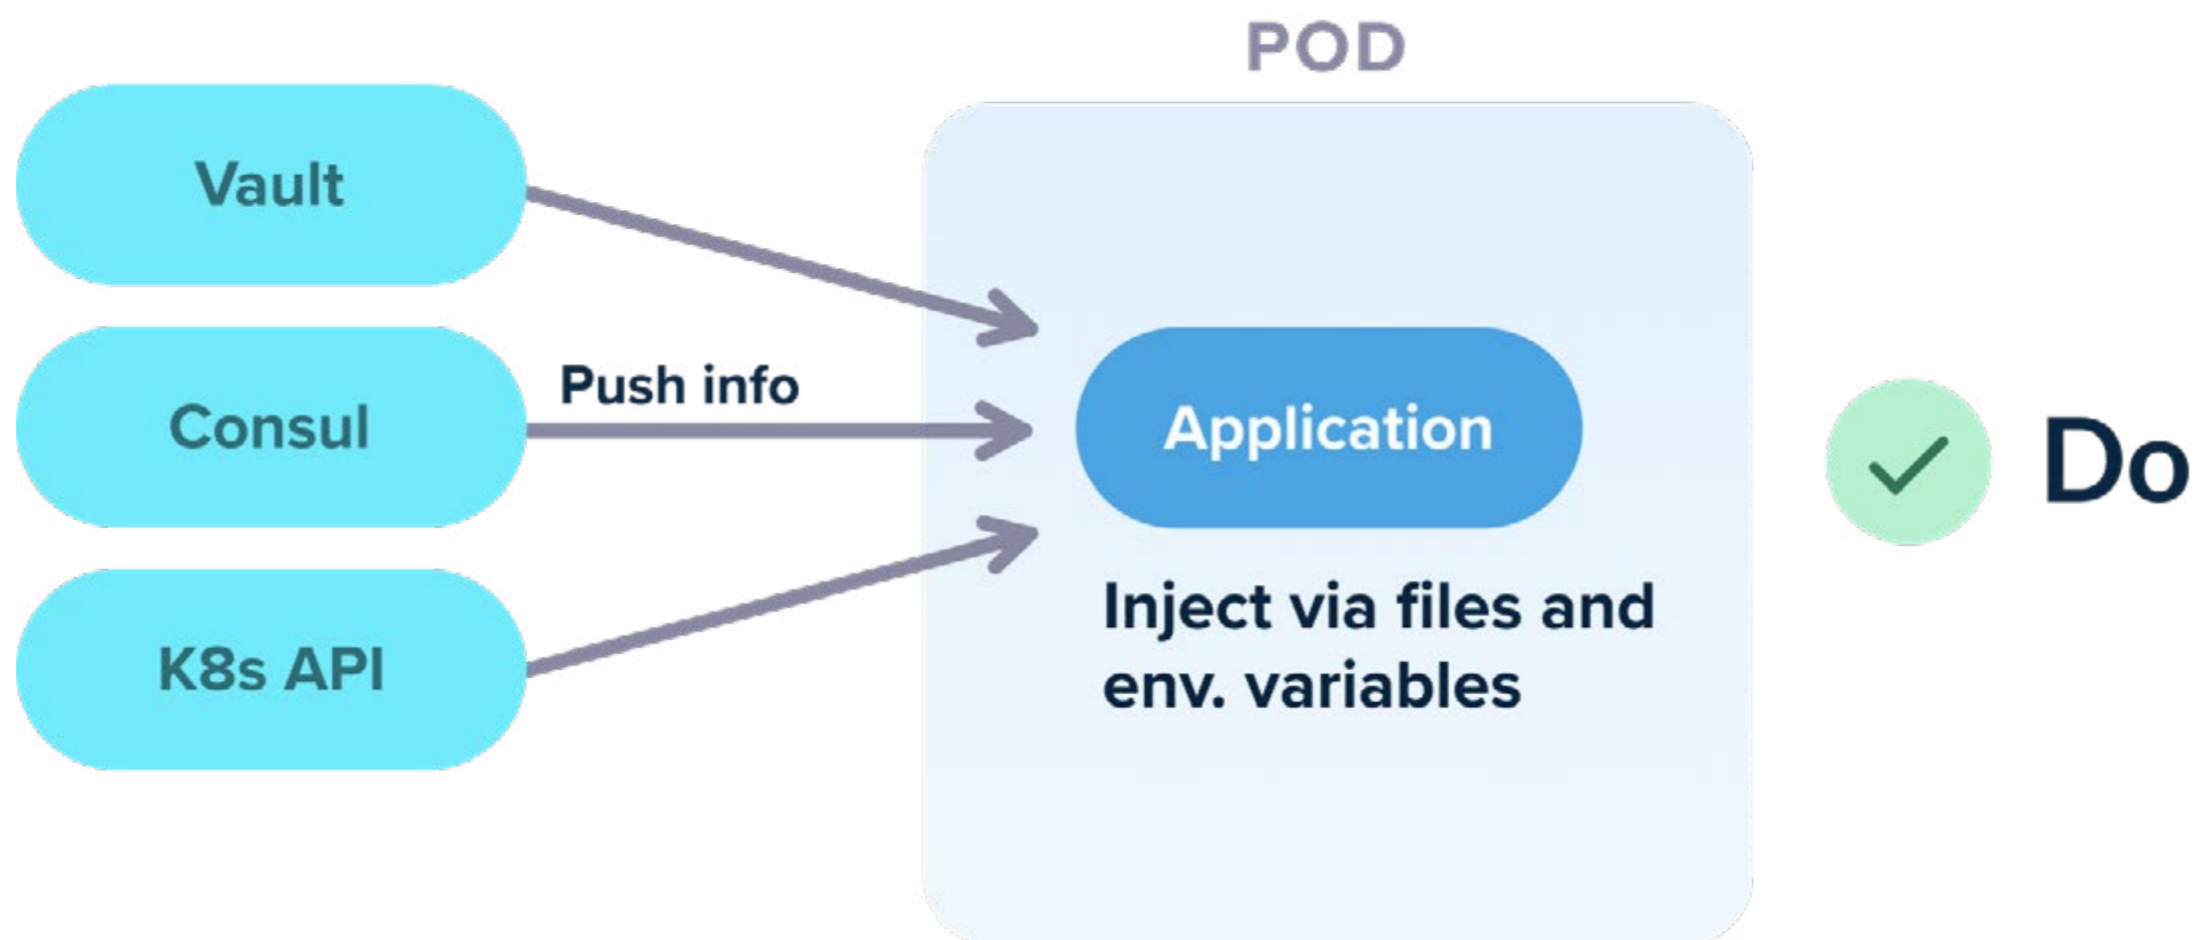 POD
Vault
Consul
K8s API
Push info
Application
Inject via files and
env. variables
Do